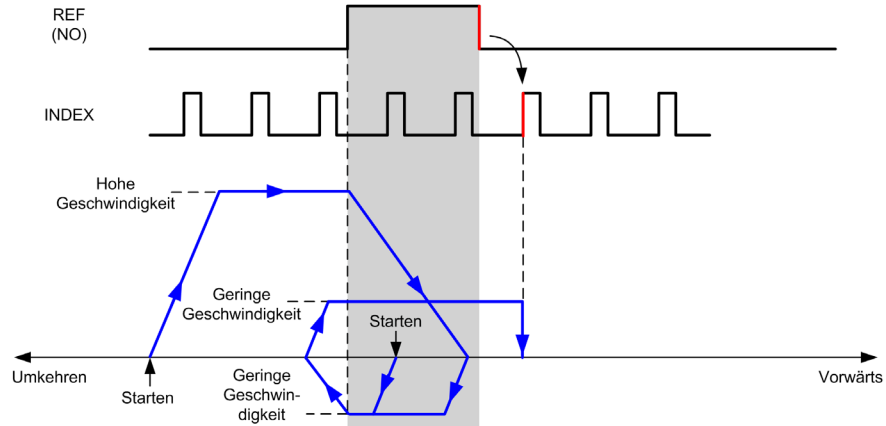 REF
(NO)
INDEX
Hohe
Geschwindigkeit
Geringe
Geschwindigkeit
Starten
Umkehren
Starten
Geringe
Geschwin-
digkeit
Vorwärts